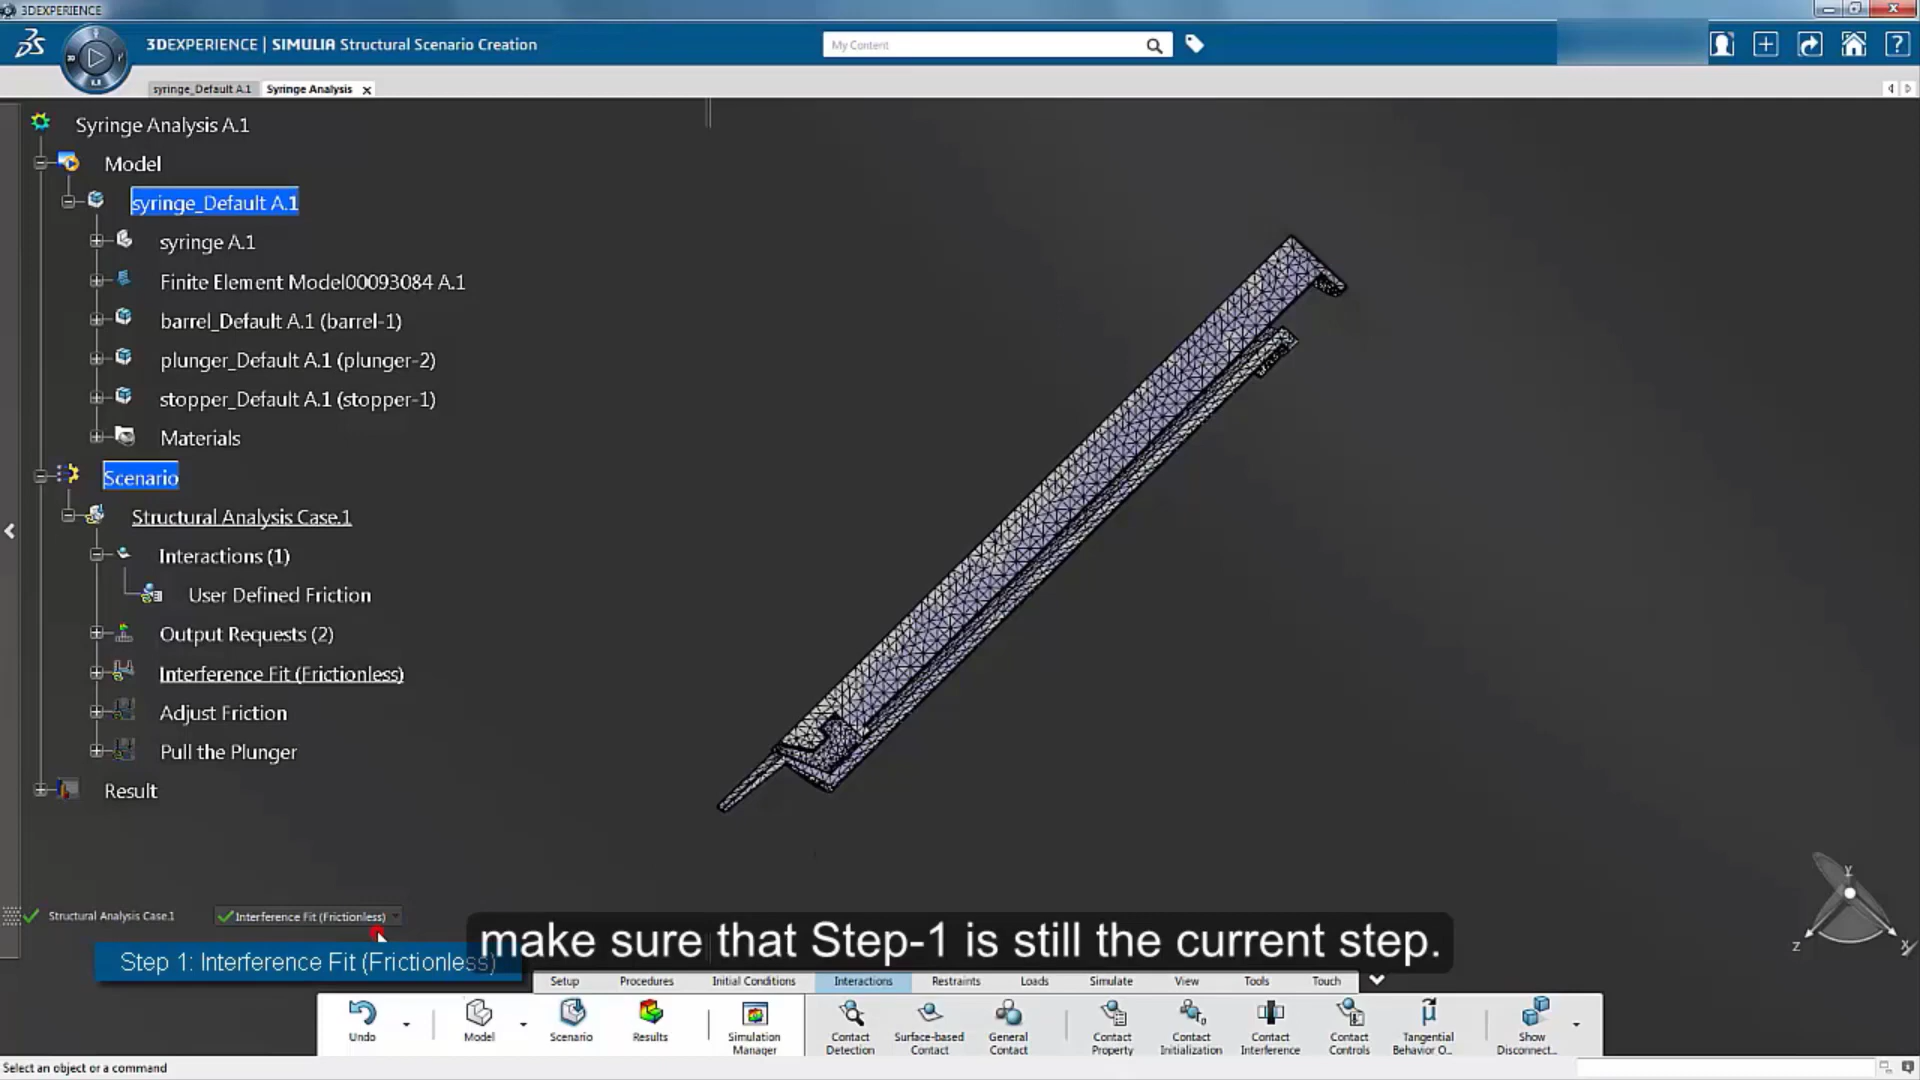 3DEXPERIENCE
3DEXPERIENCE | SIMULIA Structural Scenario Creation
My Content
syringe_Default A.1
Syringe Analysis
Syringe Analysis A.1
Model
syringe_Default A.1
syringe A.1
Finite Element Model00093084 A.1
barrel_Default A.1 (barrel-1)
plunger_Default A.1 (plunger-2)
stopper_Default A.1 (stopper-1)
Materials
Scenario
Structural Analysis Case.1
Interactions (1)
User Defined Friction
Output Requests (2)
Interference Fit (Frictionless)
Adjust Friction
Pull the Plunger
Result
Y
Z
X
Structural Analysis Case.1
Interference Fit (Frictionless)
make sure that Step-1 is still the current step.
Step 1: Interference Fit (Frictionless)
Setup Procedures Initial Conditions Interactions Restraints Loads Simulate View Tools Touch
Undo
Model
Scenario
Results
Simulation Manager
Contact Detection
Surface-based Contact
General Contact
Contact Property
Contact Initialization
Contact Interference
Contact Controls
Tangential Behavior O...
Show Disconnect...
Select an object or a command